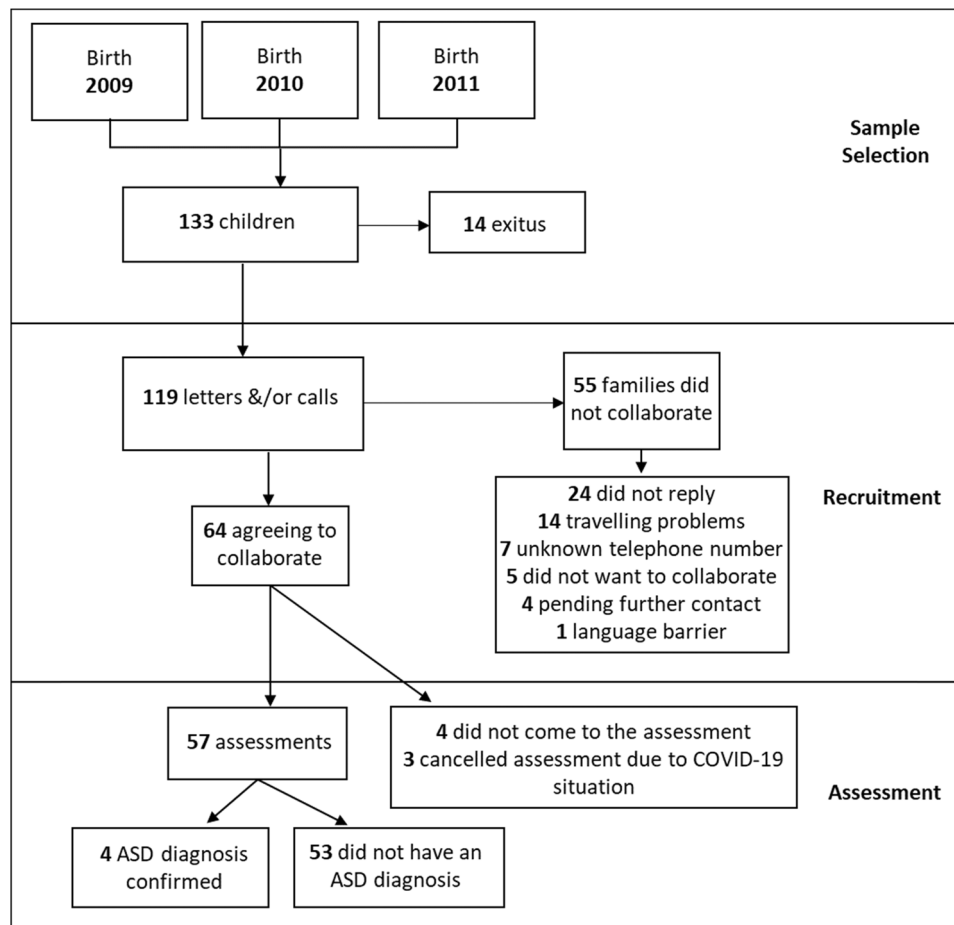 Birth
2009
Birth
2010
Birth
2011
Sample
Selection
133 children
14 exitus
119 letters &/or calls
55 families did
not collaborate
24 did not reply
14 travelling problems
7 unknown telephone number
5 did not want to collaborate
4 pending further contact
1 language barrier
Recruitment
64 agreeing to
collaborate
57 assessments
4 did not come to the assessment
3 cancelled assessment due to COVID-19
situation
Assessment
4 ASD diagnosis
confirmed
53 did not have an
ASD diagnosis